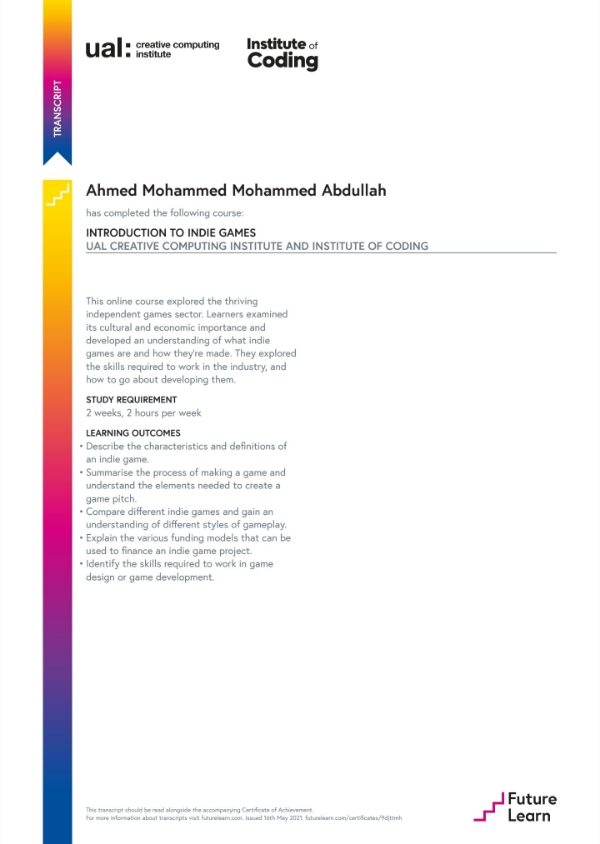 TRANSCRIPT
ual: creative computing institute
Institute of Coding
Ahmed Mohammed Mohammed Abdullah
has completed the following course:
INTRODUCTION TO INDIE GAMES
UAL CREATIVE COMPUTING INSTITUTE AND INSTITUTE OF CODING
This online course explored the thriving
independent games sector. Learners examined
its cultural and economic importance and
developed an understanding of what indie
games are and how they're made. They explored
the skills required to work in the industry, and
how to go about developing them.
STUDY REQUIREMENT
2 weeks, 2 hours per week
LEARNING OUTCOMES
• Describe the characteristics and definitions of
an indie game.
• Summarise the process of making a game and
understand the elements needed to create a
game pitch.
• Compare different indie games and gain an
understanding of different styles of gameplay.
• Explain the various funding models that can be
used to finance an indie game project.
• Identify the skills required to work in game
design or game development.
This transcript should be read alongside the accompanying Certificate of Achievement.
For more information about transcripts visit futurelearn.com. Issued 16th May 2021. futurelearn.com/certificates/
Future
Learn